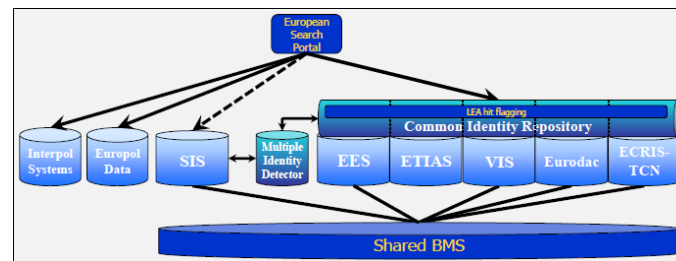 European
Search
Portal
LEA hit flagging
Common Identity Repository
Interpol
Systems
Europol
Data
SIS
Multiple
Identity
Detector
EES
ETIAS
VIS
Eurodac
ECRIS-
TCN
Shared BMS